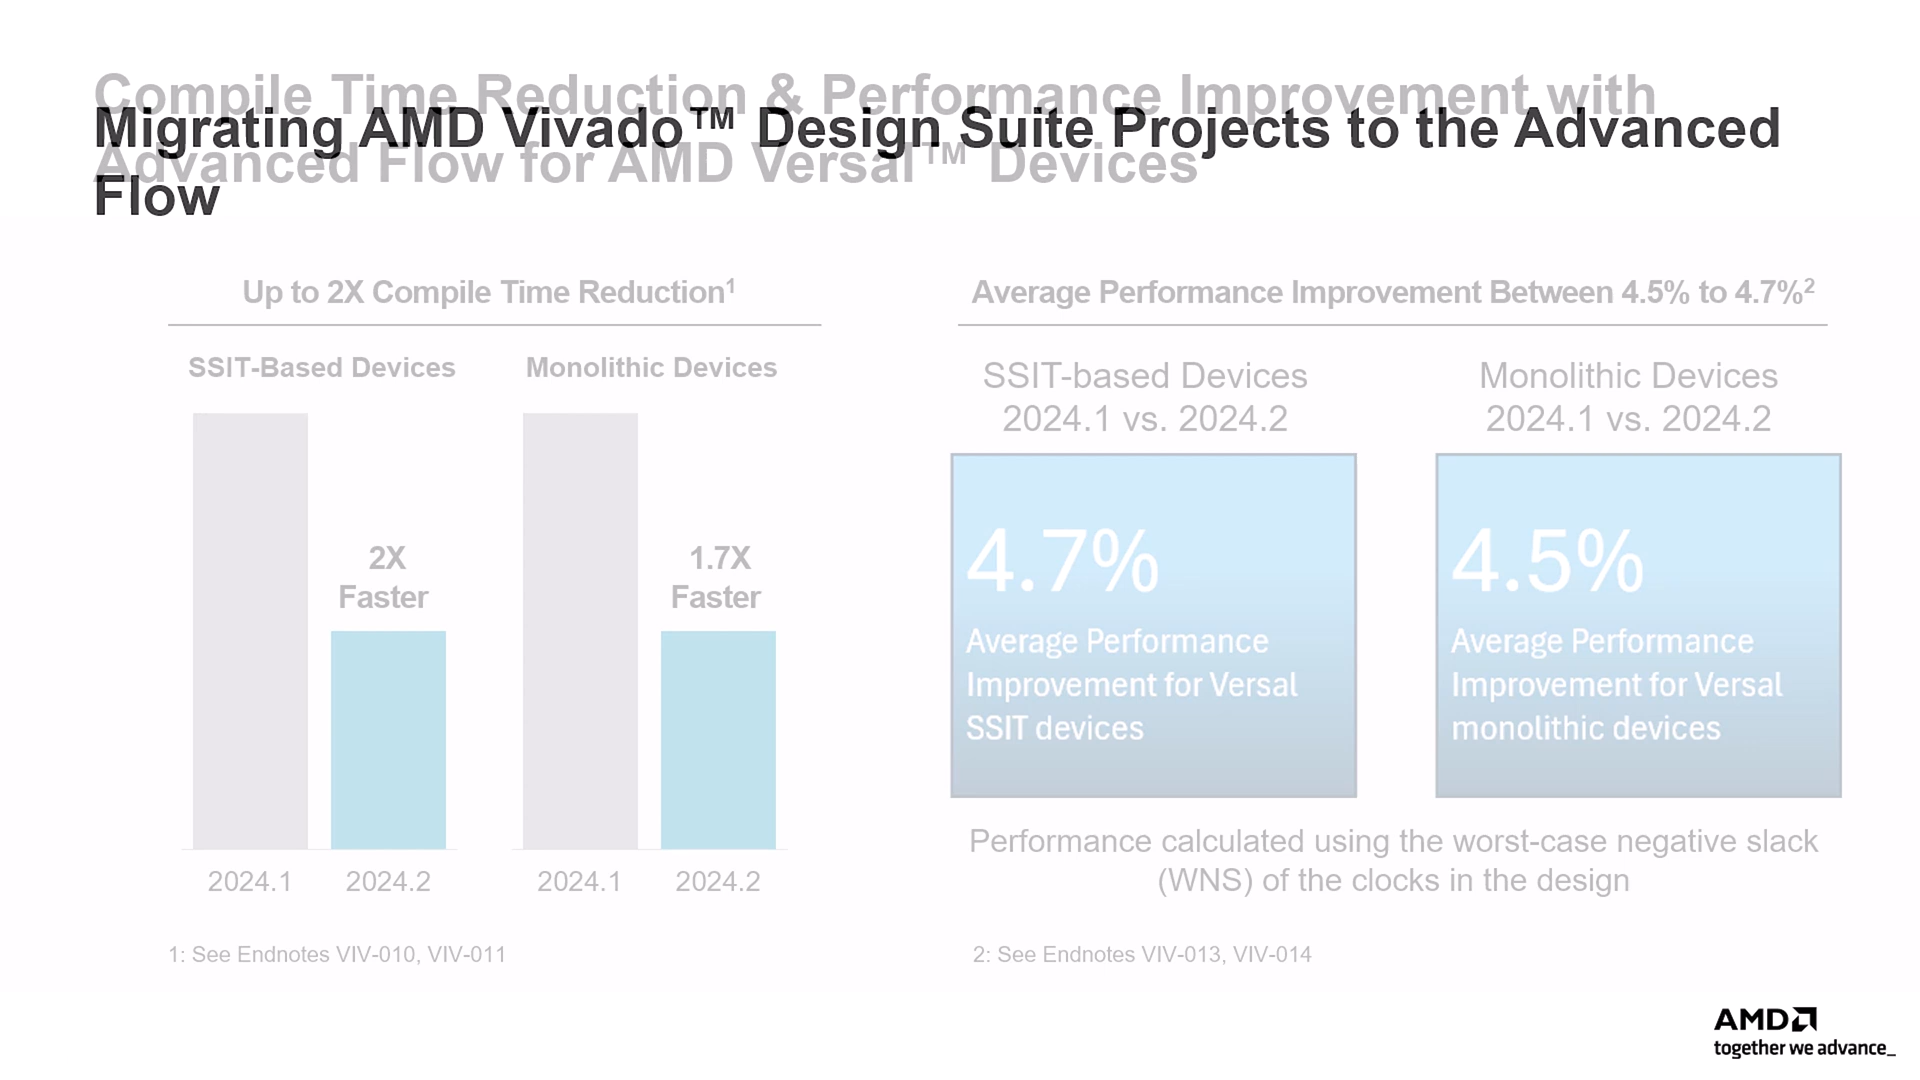 Compile Time Reduction & Performance Improvement with
Advanced Flow for AMD Versal™ Devices
Migrating AMD Vivado™ Design Suite Projects to the Advanced
Flow
Up to 2X Compile Time Reduction¹
SSIT-Based Devices
Monolithic Devices
2X
Faster
1.7X
Faster
2024.1
2024.2
2024.1
2024.2
1: See Endnotes VIV-010, VIV-011
Average Performance Improvement Between 4.5% to 4.7%²
SSIT-based Devices
2024.1 vs. 2024.2
Monolithic Devices
2024.1 vs. 2024.2
4.7%
Average Performance
Improvement for Versal
SSIT devices
4.5%
Average Performance
Improvement for Versal
monolithic devices
Performance calculated using the worst-case negative slack
(WNS) of the clocks in the design
2: See Endnotes VIV-013, VIV-014
AMD
together we advance_